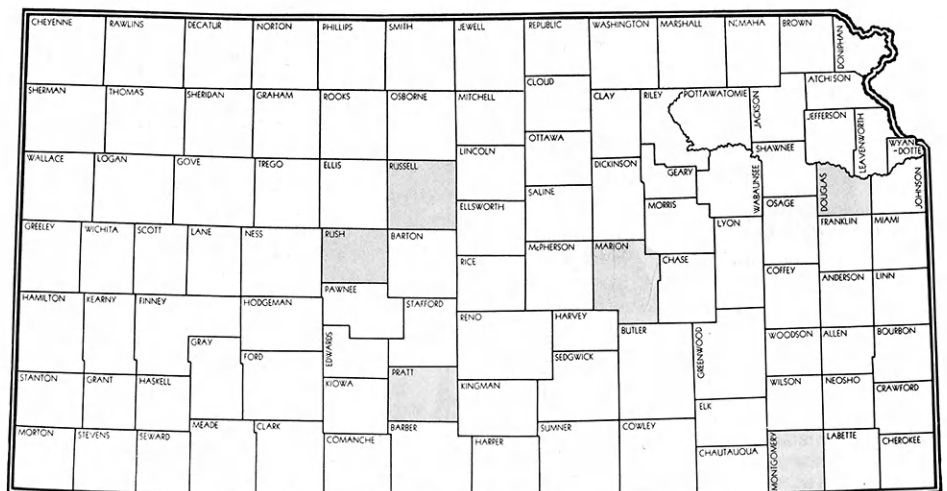 CHEYENNE
RAWLINS
DECATUR
NORTON
PHILLIPS
SMITH
JEWELL
REPUBLIC
WASHINGTON
MARSHALL
NEMAHA
BROWN
DONIPHAN
SHERMAN
THOMAS
SHERIDAN
GRAHAM
ROOKS
OSBORNE
MITCHELL
CLOUD
CLAY
RILEY
POTTAWATOMIE
JACKSON
ATCHISON
JEFFERSON
LEAVENWORTH
WYAN
-DOTTE
WALLACE
LOGAN
GOVE
TREGO
ELLIS
RUSSELL
LINCOLN
OTTAWA
DICKINSON
GEARY
WABAUNSEE
SHAWNEE
DOUGLAS
JOHNSON
ELLSWORTH
SALINE
MORRIS
OSAGE
GREELEY
WICHITA
SCOTT
LANE
NESS
RUSH
BARTON
RICE
McPHERSON
MARION
CHASE
LYON
FRANKLIN
MIAMI
COFFEY
ANDERSON
LINN
HAMILTON
KEARNY
FINNEY
HODGEMAN
PAWNEE
STAFFORD
RENO
HARVEY
BUTLER
GREENWOOD
WOODSON
ALLEN
BOURBON
GRAY
FORD
EDWARDS
SEDGWICK
STANTON
GRANT
HASKELL
KIOWA
PRATT
KINGMAN
ELK
WILSON
NEOSHO
CRAWFORD
MORTON
STEVENS
SEWARD
MEADE
CLARK
COMANCHE
BARBER
HARPER
SUMNER
COWLEY
CHAUTAUQUA
MONTGOMERY
LABETTE
CHEROKEE